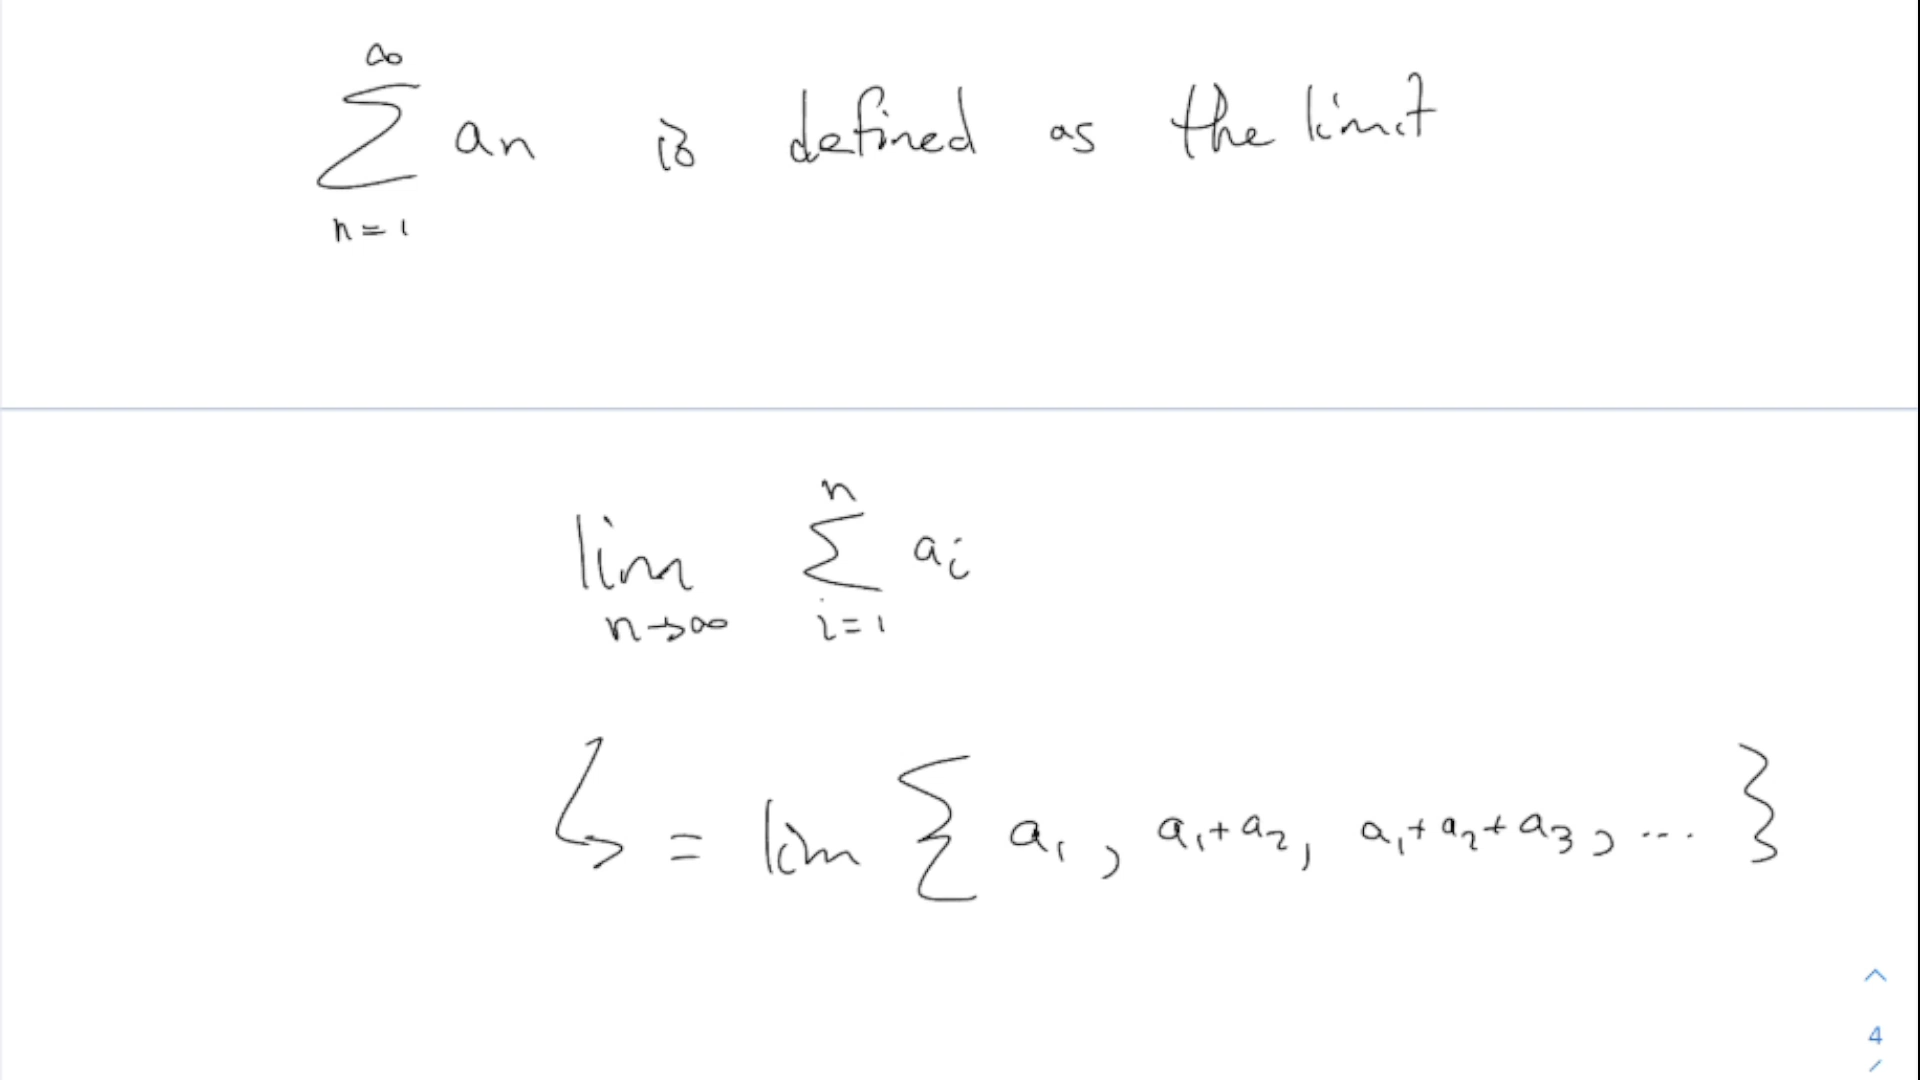 ∞
∑ an is defined as the limit
n=1
n
lim ∑ ai
n→∞ i=1
↳ = lim { a1, a1+a2, a1+a2+a3, ... }
4